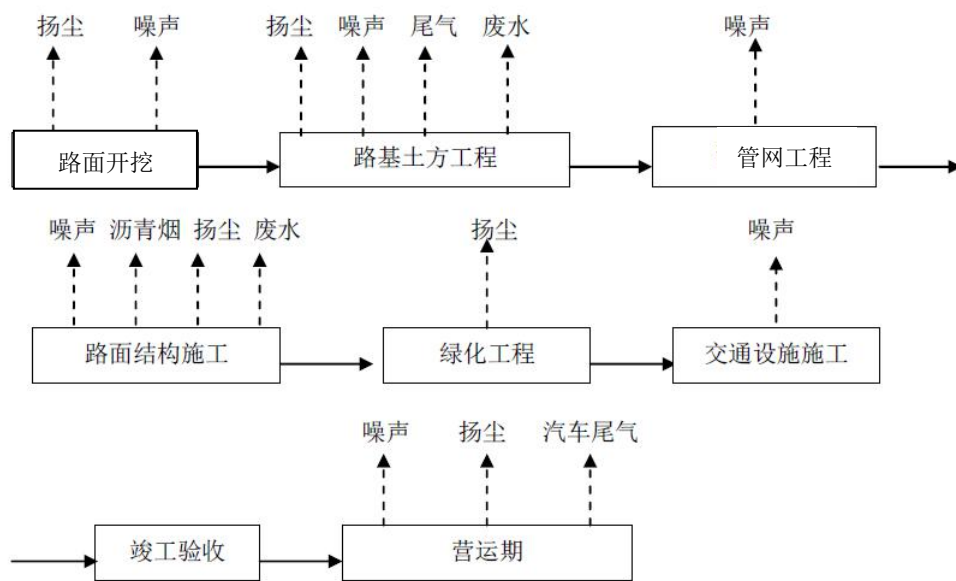 扬尘 噪声 扬尘 噪声 尾气 废水 噪声
路面开挖 路基土方工程 管网工程
噪声 沥青烟 扬尘 废水 扬尘 噪声
路面结构施工 绿化工程 交通设施施工
噪声 扬尘 汽车尾气
竣工验收 营运期